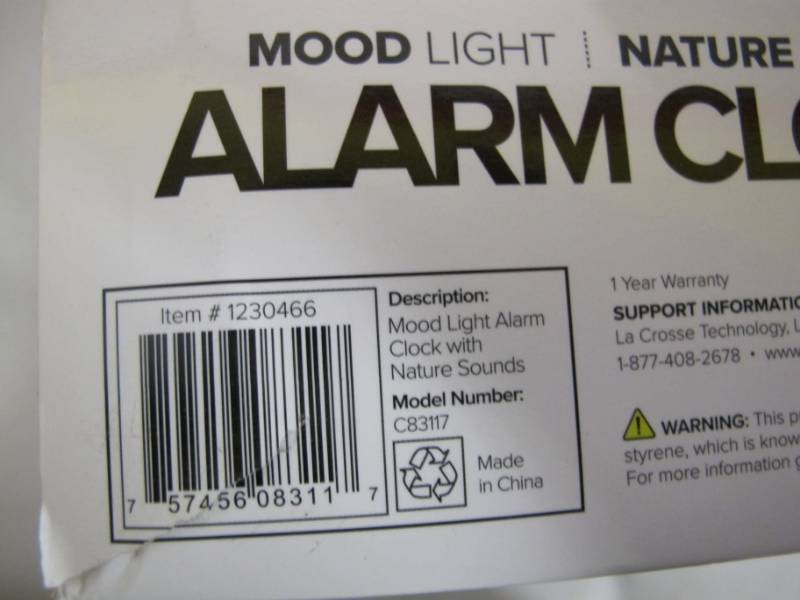 MOOD LIGHT NATURE
ALARM CL
Item # 1230466
7 57456 08311 7
Description:
Mood Light Alarm
Clock with
Nature Sounds
Model Number:
C83117
Made
in China
1 Year Warranty
SUPPORT INFORMATIO
La Crosse Technology, L
1-877-408-2678 • www
WARNING: This p
styrene, which is know
For more information g